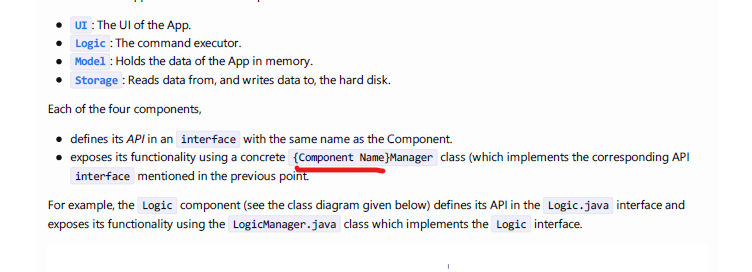 UI : The UI of the App.
Logic : The command executor.
Model : Holds the data of the App in memory.
Storage : Reads data from, and writes data to, the hard disk.
Each of the four components,
defines its API in an interface with the same name as the Component.
exposes its functionality using a concrete {Component Name}Manager class (which implements the corresponding API
interface mentioned in the previous point.
For example, the Logic component (see the class diagram given below) defines its API in the Logic.java interface and
exposes its functionality using the LogicManager.java class which implements the Logic interface.